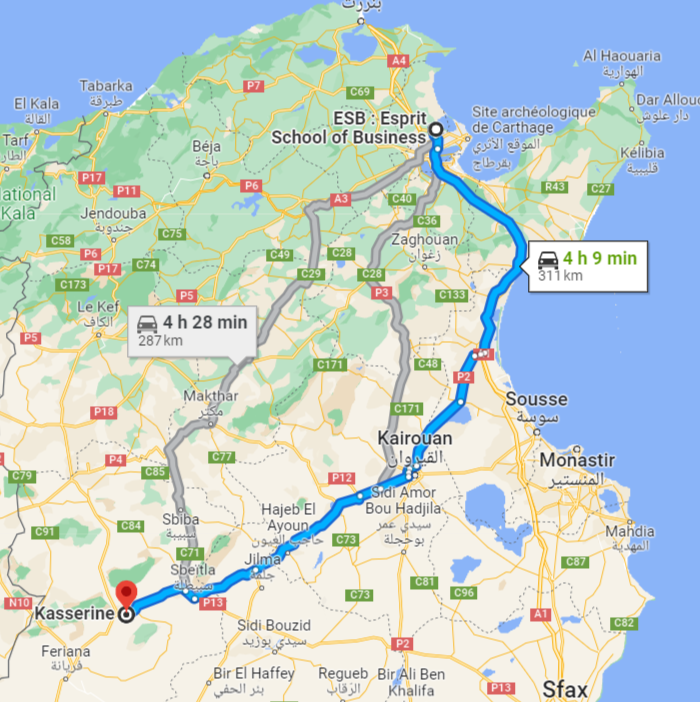 بنزرت
A4
Al Haouaria
الهوارية
Tabarka
طبرقة
P7
C69
El Kala
القالة
ESB : Esprit
School of Business
Site archéologique
de Carthage
الموقع الأثري
بقرطاج
Dar Allou
دار علوش
Tarf
الطار
Béja
باجة
Kélibia
قليبية
P17
P11
P6
A3
R43
C27
National
Kala
C40
C36
Jendouba
جندوبة
C75
C58
P6
C74
P17
C49
C28
Zaghouan
زغوان
C29
C28
4 h 9 min
311 km
C173
P5
P3
C133
Le Kef
الكاف
4 h 28 min
287 km
P5
C171
C48
P2
Makthar
مكثر
P18
C171
Sousse
سوسة
Kairouan
القيروان
P4
C77
Monastir
المنستير
C79
C85
P12
Sidi Amor
Bou Hadjla
سيدي عمر
بوحجلة
Sbiba
سبيبة
Hajeb El
Ayoun
حاجب العيون
C91
C84
C73
Mahdia
المهدية
C71
Jilma
جلمة
C87
Sbeitla
سبيطلة
C81
C96
N10
Kasserine
P13
C73
A1
C82
Sidi Bouzid
سيدي بوزيد
P2
Feriana
فريانة
Bir El Haffey
بئر الحفي
Regueb
الرقاب
Bir Ali Ben
Khalifa
P13
Sfax